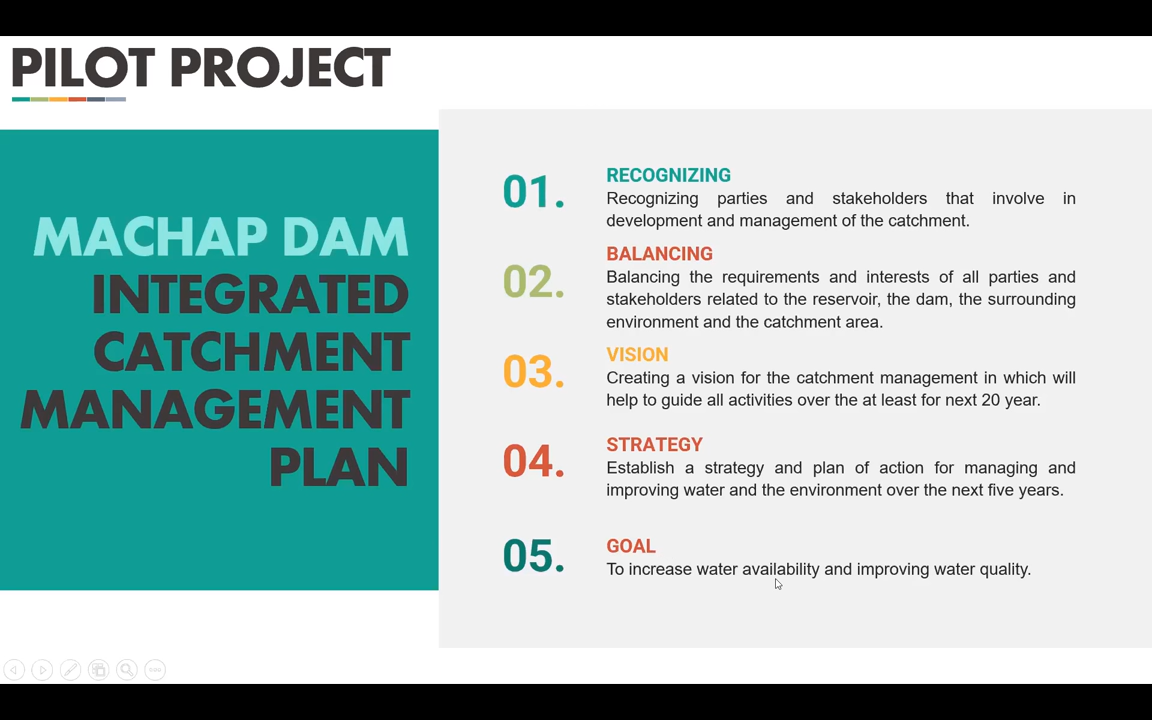 PILOT PROJECT
MACHAP DAM
INTEGRATED
CATCHMENT
MANAGEMENT
PLAN
01.
RECOGNIZING
Recognizing parties and stakeholders that involve in
development and management of the catchment.
02.
BALANCING
Balancing the requirements and interests of all parties and
stakeholders related to the reservoir, the dam, the surrounding
environment and the catchment area.
03.
VISION
Creating a vision for the catchment management in which will
help to guide all activities over the at least for next 20 year.
04.
STRATEGY
Establish a strategy and plan of action for managing and
improving water and the environment over the next five years.
05.
GOAL
To increase water availability and improving water quality.